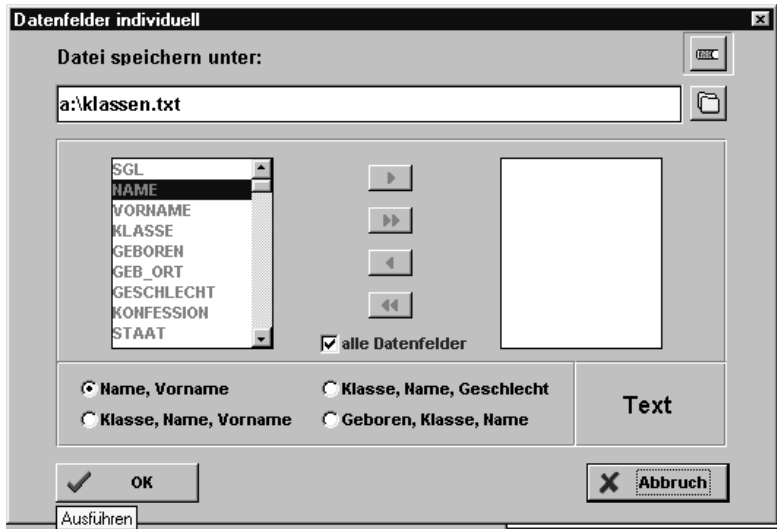 Datenfelder individuell
Datei speichern unter:
a:\klassen.txt
SGL
NAME
VORNAME
KLASSE
GEBOREN
GEB_ORT
GESCHLECHT
KONFESSION
STAAT
alle Datenfelder
Name, Vorname
Klasse, Name, Geschlecht
Klasse, Name, Vorname
Geboren, Klasse, Name
Text
OK
Abbruch
Ausführen